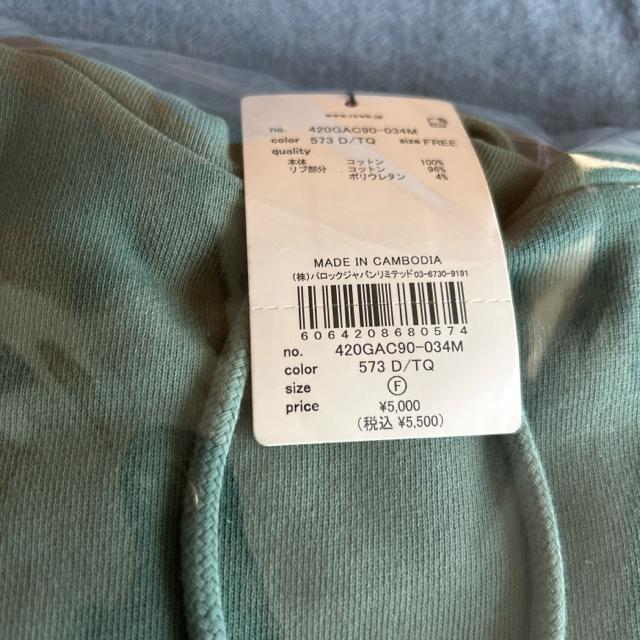 no. 420GAC90-034M
color 573 D/TQ size FREE
quality
本体 コットン 100%
リブ部分 コットン 96%
ポリウレタン 4%
MADE IN CAMBODIA
(株)バロックジャパンリミテッド03-6730-9191
6064208680574
no. 420GAC90-034M
color 573 D/TQ
size F
price ¥5,000
(税込 ¥5,500)